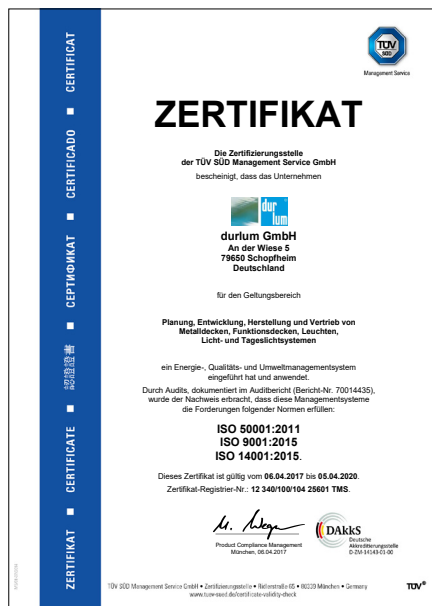 TÜV
SÜD
Management Service
ZERTIFIKAT
Die Zertifizierungsstelle
der TÜV SÜD Management Service GmbH
bescheinigt, dass das Unternehmen
dur
lum
durlum GmbH
An der Wiese 5
79650 Schopfheim
Deutschland
für den Geltungsbereich
Planung, Entwicklung, Herstellung und Vertrieb von
Metalldecken, Funktionsdecken, Leuchten,
Licht- und Tageslichtsystemen
ein Energie-, Qualitäts- und Umweltmanagementsystem
eingeführt hat und anwendet.
Durch Audits, dokumentiert im Auditbericht (Bericht-Nr. 70014435),
wurde der Nachweis erbracht, dass diese Managementsysteme
die Forderungen folgender Normen erfüllen:
ISO 50001:2011
ISO 9001:2015
ISO 14001:2015.
Dieses Zertifikat ist gültig vom 06.04.2017 bis 05.04.2020.
Zertifikat-Registrier-Nr.: 12 340/100/104 25601 TMS.
Product Compliance Management
München, 06.04.2017
DAkkS
Deutsche
Akkreditierungsstelle
D-ZM-14143-01-00
TÜV SÜD Management Service GmbH • Zertifizierungsstelle • Ridlerstraße 65 • 80339 München • Germany
www.tuev-sued.de/certificate-validity-check
TÜV®
ZERTIFIKAT ■ CERTIFICATE ■ 認證證書 ■ СЕРТИФИКАТ ■ CERTIFICADO ■ CERTIFICAT